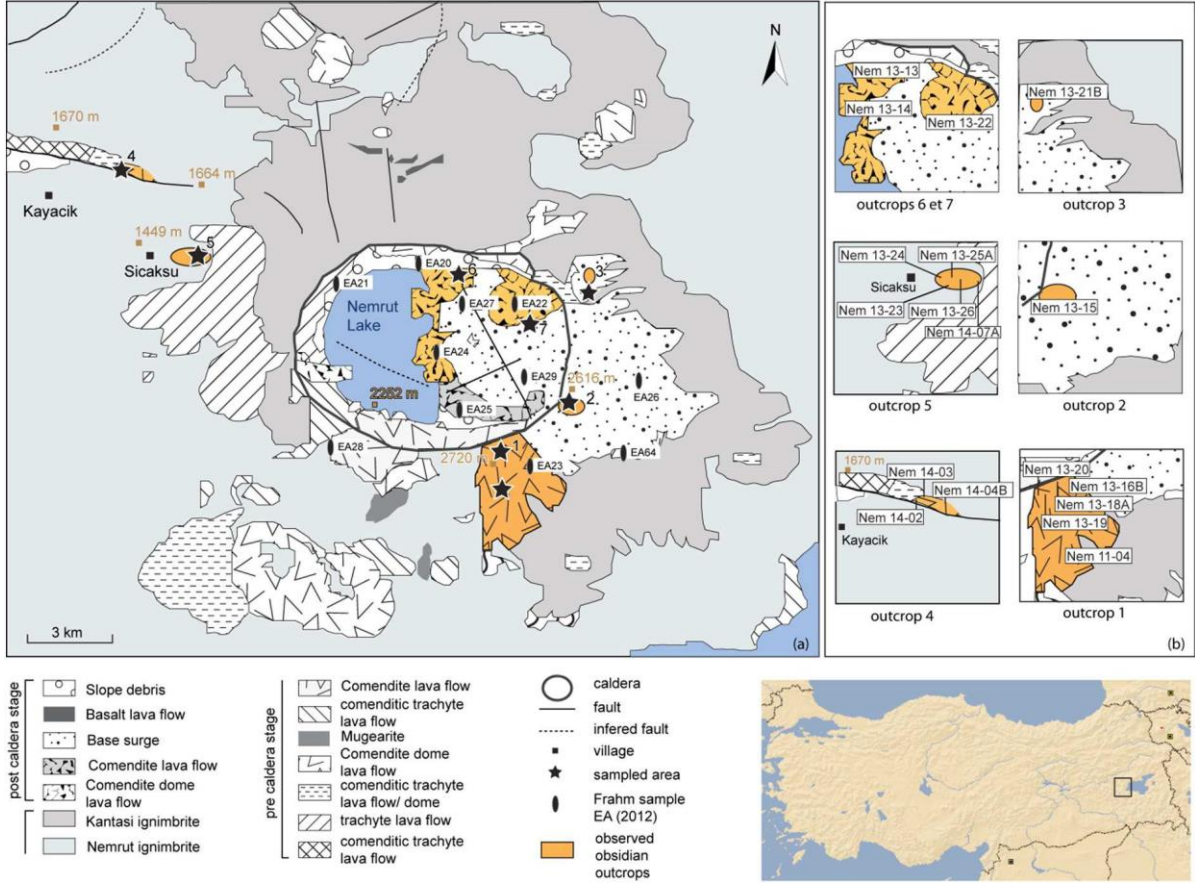 N
1670 m
4
1664 m
Kayacik
1449 m
5
Sicaksu
EA20
6
EA21
3
EA27
EA22
Nemrut
Lake
7
EA24
EA29
2616 m
2262 m
2
EA26
EA25
EA28
2720 m
1
EA23
EA64
3 km
(a)
Nem 13-13
Nem 13-14
Nem 13-22
outcrops 6 et 7
Nem 13-21B
outcrop 3
Nem 13-24
Nem 13-25A
Sicaksu
Nem 13-23
Nem 13-26
Nem 14-07A
outcrop 5
Nem 13-15
outcrop 2
1670 m
Nem 14-03
Nem 14-04B
Nem 14-02
Kayacik
outcrop 4
Nem 13-20
Nem 13-16B
Nem 13-18A
Nem 13-19
Nem 11-04
outcrop 1
(b)
post caldera stage
Slope debris
Basalt lava flow
Base surge
Comendite lava flow
Comendite dome
lava flow
Kantasi ignimbrite
Nemrut ignimbrite
pre caldera stage
Comendite lava flow
comenditic trachyte
lava flow
Mugearite
Comendite dome
lava flow
comenditic trachyte
lava flow/ dome
trachyte lava flow
comenditic trachyte
lava flow
caldera
fault
infered fault
village
sampled area
Frahm sample
EA (2012)
observed
obsidian
outcrops